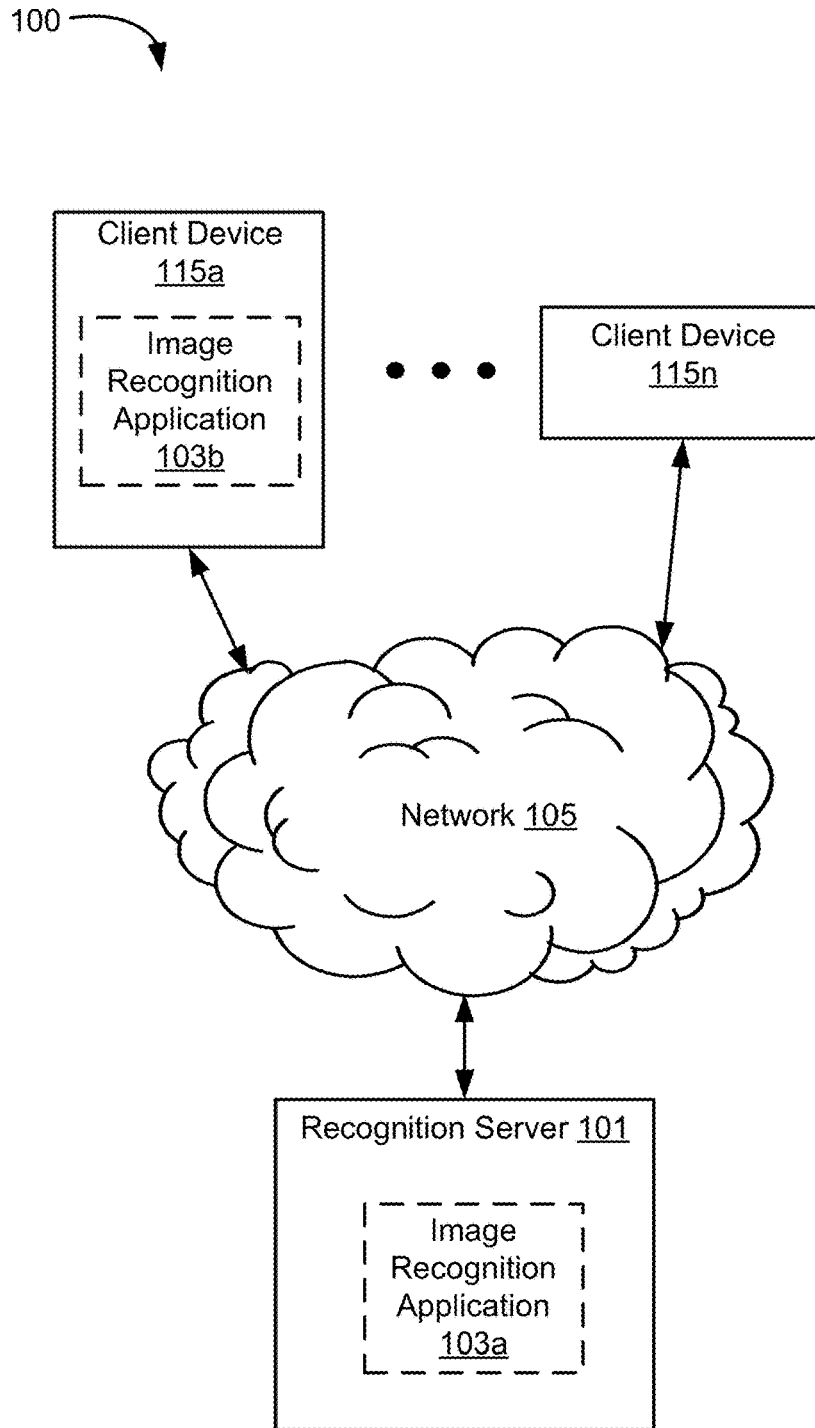 100
Client Device
115a
Image
Recognition
Application
103b
Client Device
115n
Network 105
Recognition Server 101
Image
Recognition
Application
103a